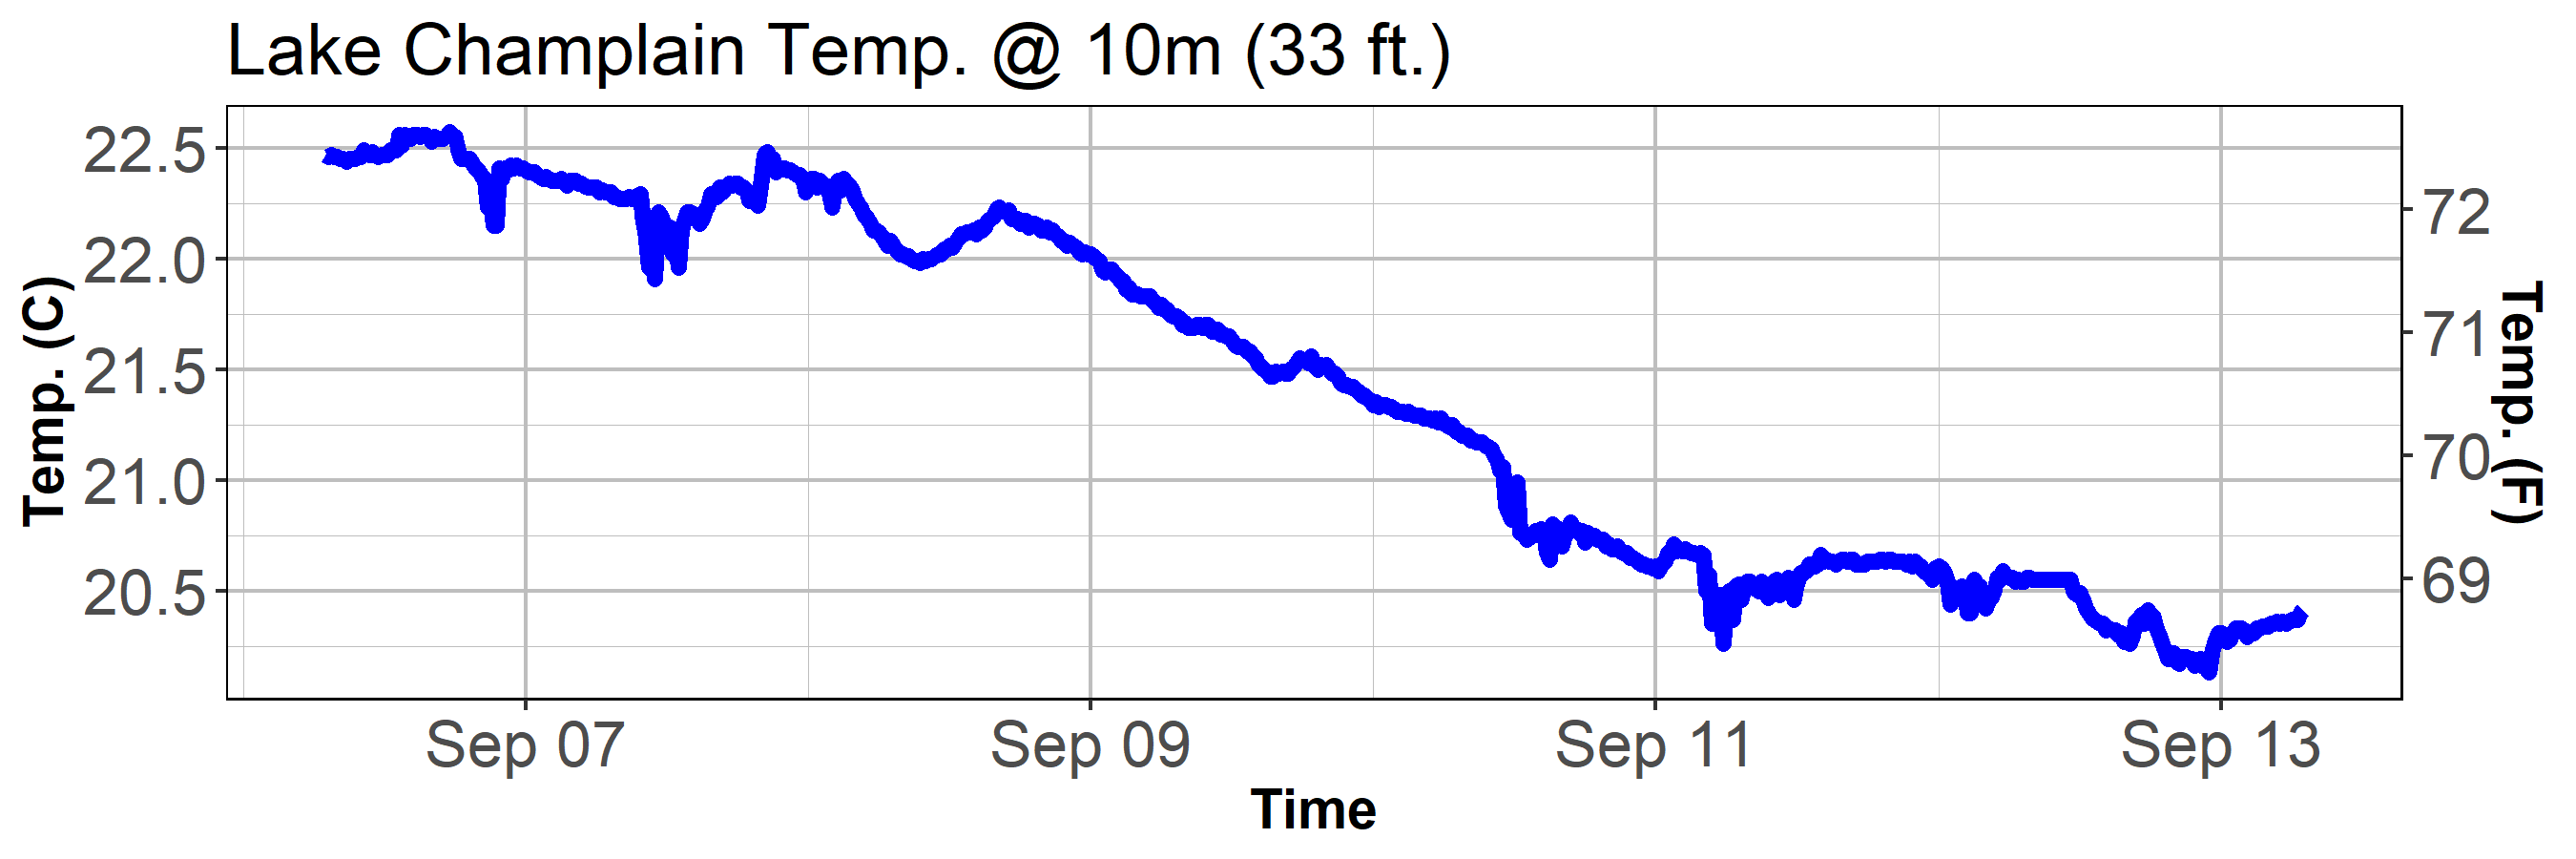 Lake Champlain Temp. @ 10m (33 ft.)
Temp. (C)
22.5
22.0
21.5
21.0
20.5
72
71
70
69
Temp. (F)
Sep 07 Sep 09 Sep 11 Sep 13
Time